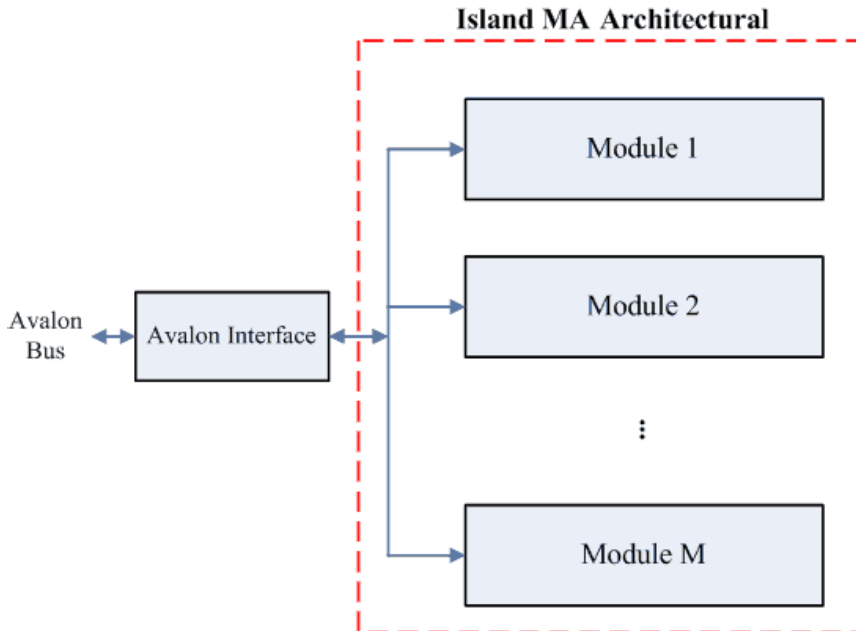 Island MA Architectural
Module 1
Module 2
Avalon
Bus
Avalon Interface
⋮
Module M